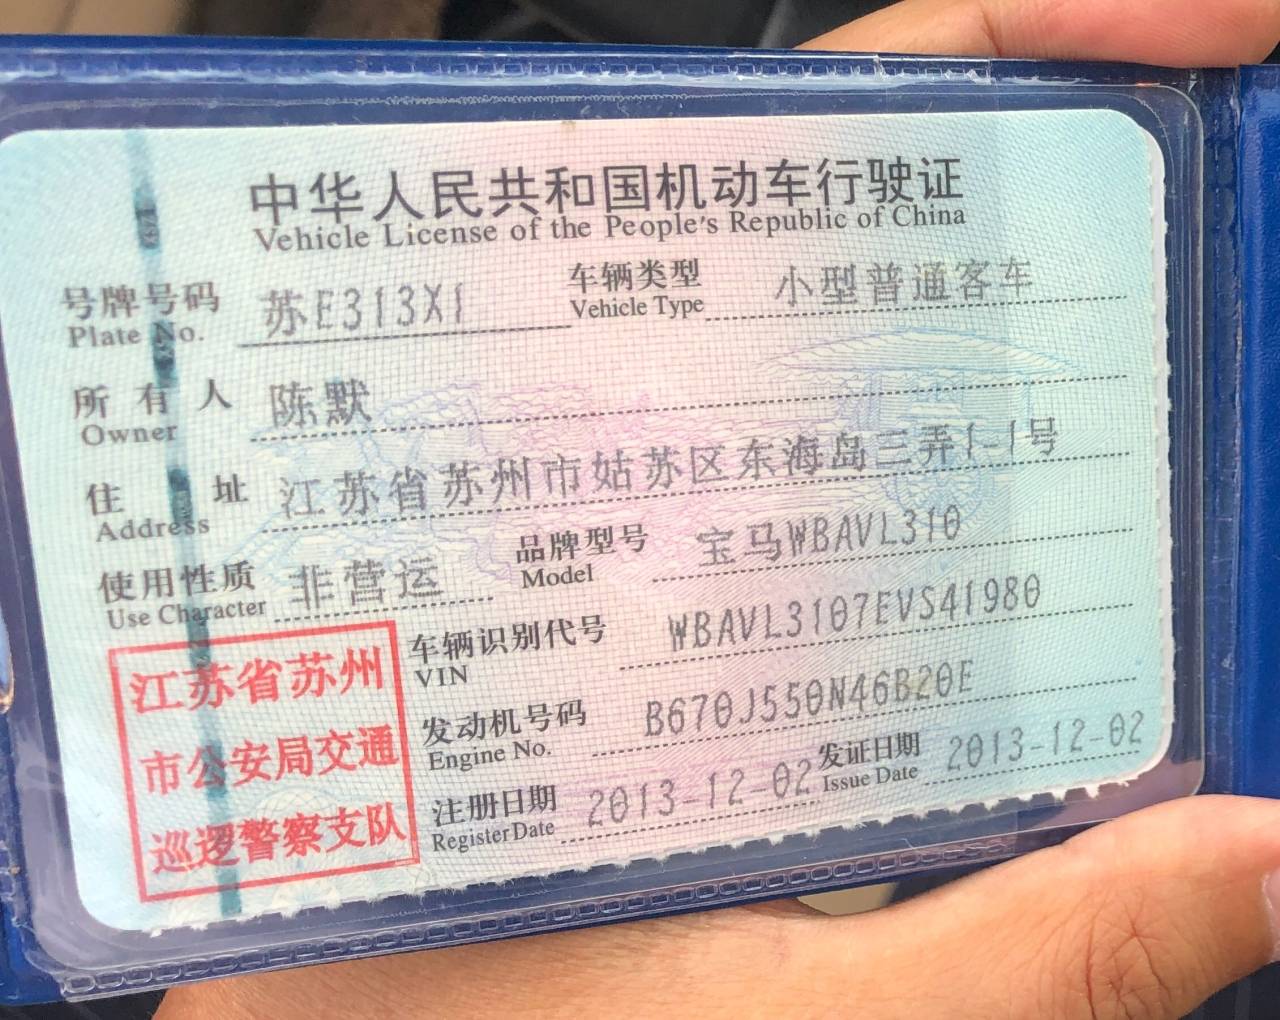 中华人民共和国机动车行驶证
Vehicle License of the People's Republic of China
号牌号码 苏E313X1 车辆类型 小型普通客车
Plate No. Vehicle Type
所有人 陈默
Owner
住址 江苏省苏州市姑苏区东海岛三弄1-1号
Address
使用性质 非营运 品牌型号 宝马WBAVL310
Use Character Model
车辆识别代号 WBAVL3107EVS41980
VIN
发动机号码 B670J550N46B20E
Engine No.
注册日期 2013-12-02 发证日期 2013-12-02
Register Date Issue Date
江苏省苏州
市公安局交通
巡逻警察支队